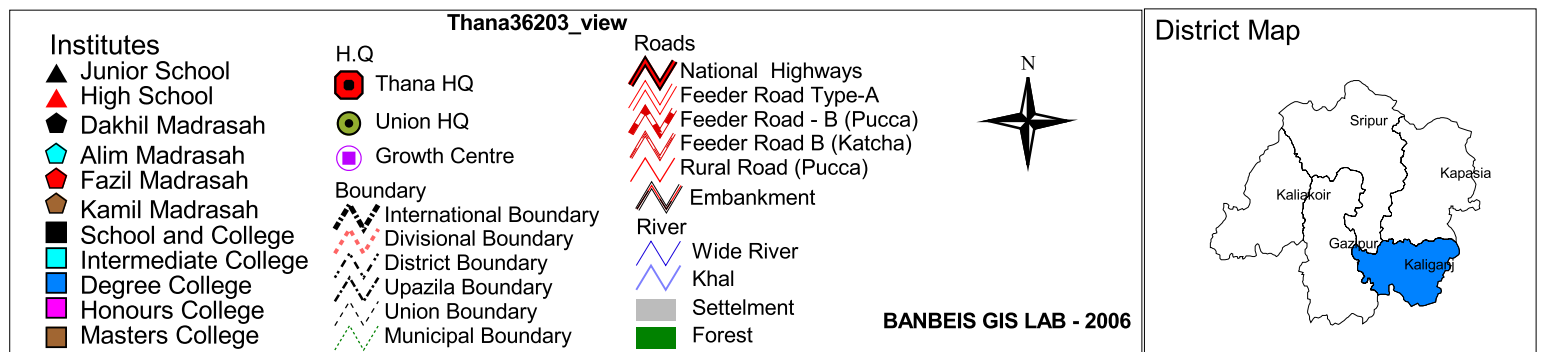 Thana36203_view
Institutes
Junior School
High School
Dakhil Madrasah
Alim Madrasah
Fazil Madrasah
Kamil Madrasah
School and College
Intermediate College
Degree College
Honours College
Masters College
H.Q
Thana HQ
Union HQ
Growth Centre
Boundary
International Boundary
Divisional Boundary
District Boundary
Upazila Boundary
Union Boundary
Municipal Boundary
Roads
National Highways
Feeder Road Type-A
Feeder Road - B (Pucca)
Feeder Road B (Katcha)
Rural Road (Pucca)
Embankment
River
Wide River
Khal
Settelment
Forest
N
BANBEIS GIS LAB - 2006
District Map
Sripur
Kapasia
Kaliakoir
Gazipur
Kaliganj